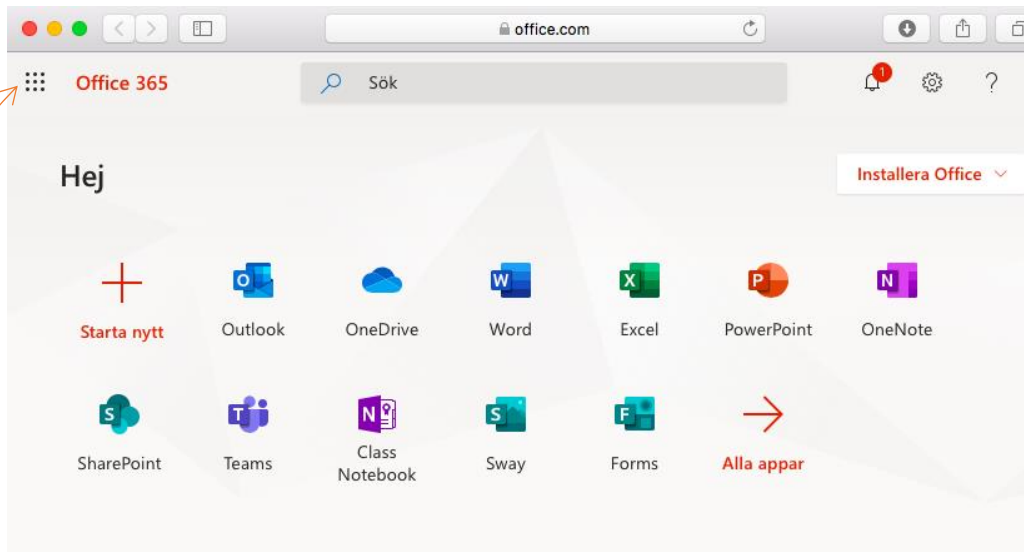 office.com
Office 365
Sök
1
?
Hej
Installera Office
Starta nytt
Outlook
OneDrive
Word
Excel
PowerPoint
OneNote
SharePoint
Teams
Class
Notebook
Sway
Forms
Alla appar
O
W
X
P
N
S
T
N
S
F